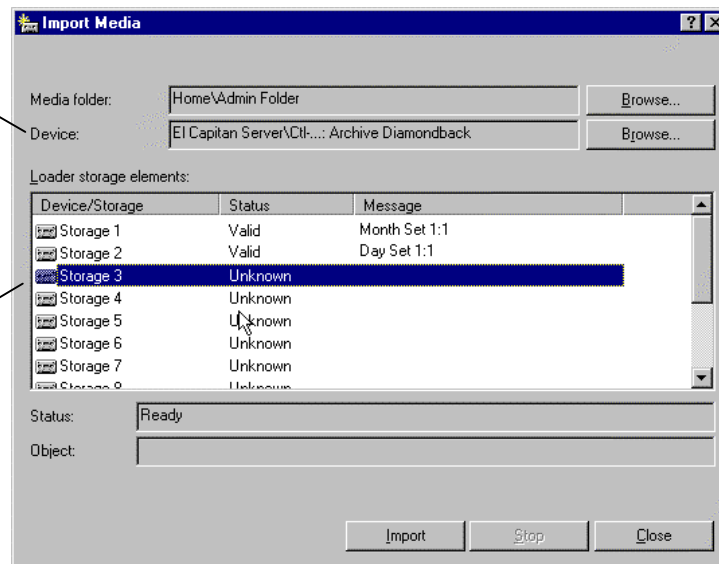 Import Media
Media folder: Home\Admin Folder Browse...
Device: El Capitan Server\Ctl-...: Archive Diamondback Browse...
Loader storage elements:
Device/Storage Status Message
Storage 1 Valid Month Set 1:1
Storage 2 Valid Day Set 1:1
Storage 3 Unknown
Storage 4 Unknown
Storage 5 Unknown
Storage 6 Unknown
Storage 7 Unknown
Storage 8 Unknown
Status: Ready
Object:
Import Stop Close